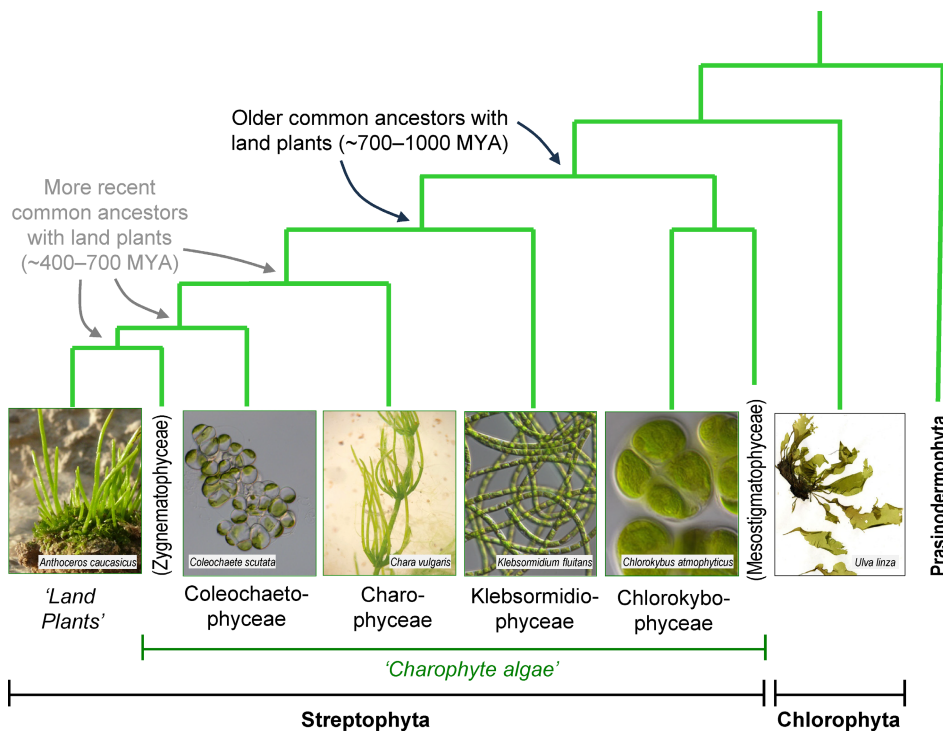 Older common ancestors with
land plants (~700–1000 MYA)
More recent
common ancestors
with land plants
(~400–700 MYA)
Anthoceros caucasicus
(Zygnematophyceae)
Coleochaete scutata
Chara vulgaris
Klebsormidium fluitans
Chlorokybus atmophyticus
(Mesostigmatophyceae)
Ulva linza
Prasinodermophyta
‘Land
Plants’
Coleochaeto-
phyceae
Charo-
phyceae
Klebsormidio-
phyceae
Chlorokybo-
phyceae
‘Charophyte algae’
Streptophyta
Chlorophyta